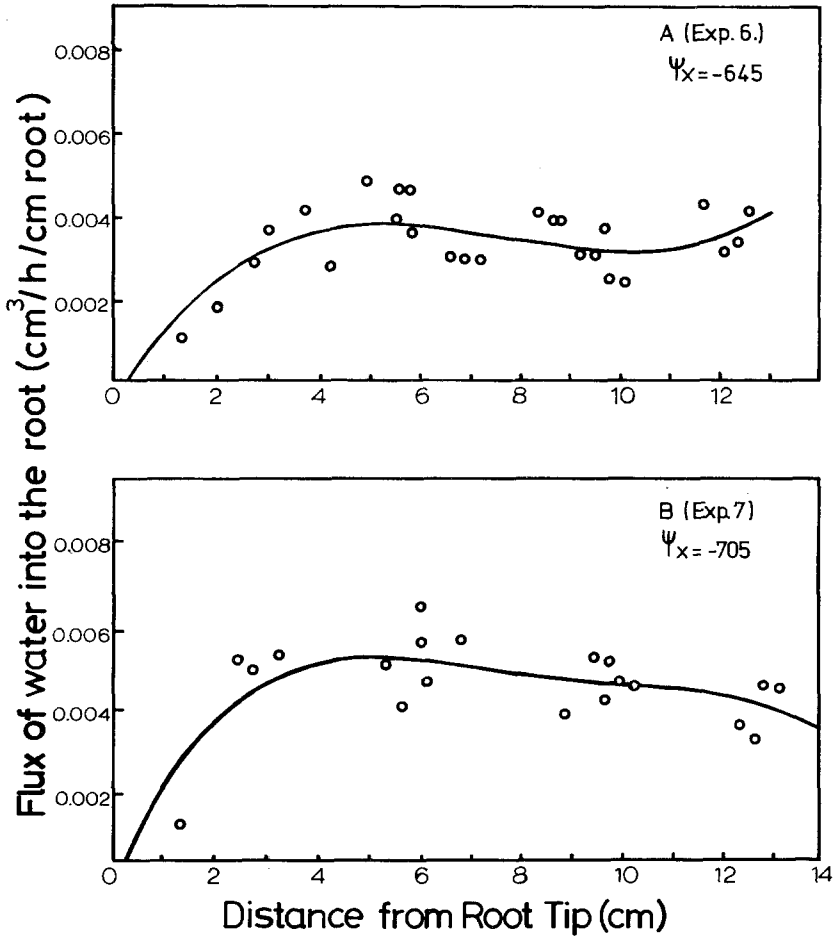 Flux of water into the root (cm³/h/cm root)
A (Exp. 6.)
Ψx = -645
0.008
0.006
0.004
0.002
0 2 4 6 8 10 12
B (Exp.7)
Ψx = -705
0.008
0.006
0.004
0.002
0 2 4 6 8 10 12 14
Distance from Root Tip (cm)